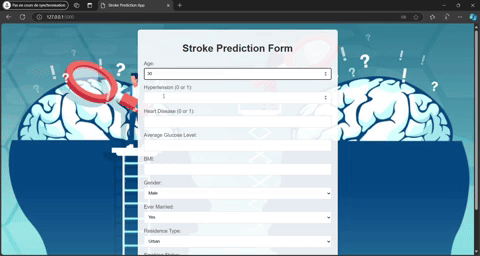 Pas en cours de synchronisation
Stroke Prediction App
127.0.0.1:5000
Stroke Prediction Form
Age:
30
Hypertension (0 or 1):
Heart Disease (0 or 1):
Average Glucose Level:
BMI:
Gender:
Male
Ever Married:
Yes
Residence Type:
Urban